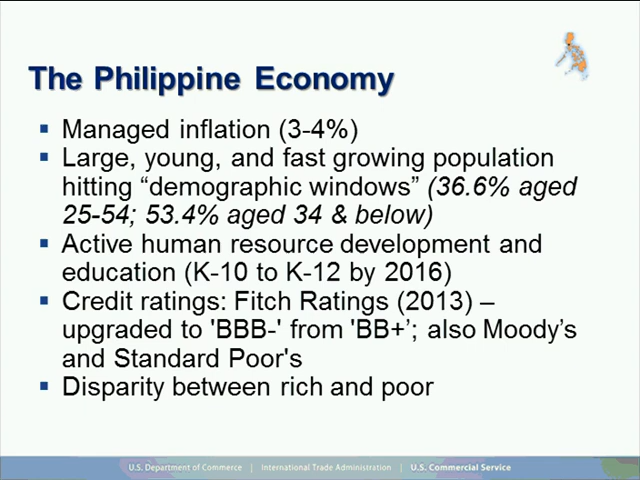 The Philippine Economy
▪ Managed inflation (3-4%)
▪ Large, young, and fast growing population
hitting “demographic windows” (36.6% aged
25-54; 53.4% aged 34 & below)
▪ Active human resource development and
education (K-10 to K-12 by 2016)
▪ Credit ratings: Fitch Ratings (2013) –
upgraded to 'BBB-' from 'BB+’; also Moody’s
and Standard Poor's
▪ Disparity between rich and poor
U.S. Department of Commerce | International Trade Administration | U.S. Commercial Service